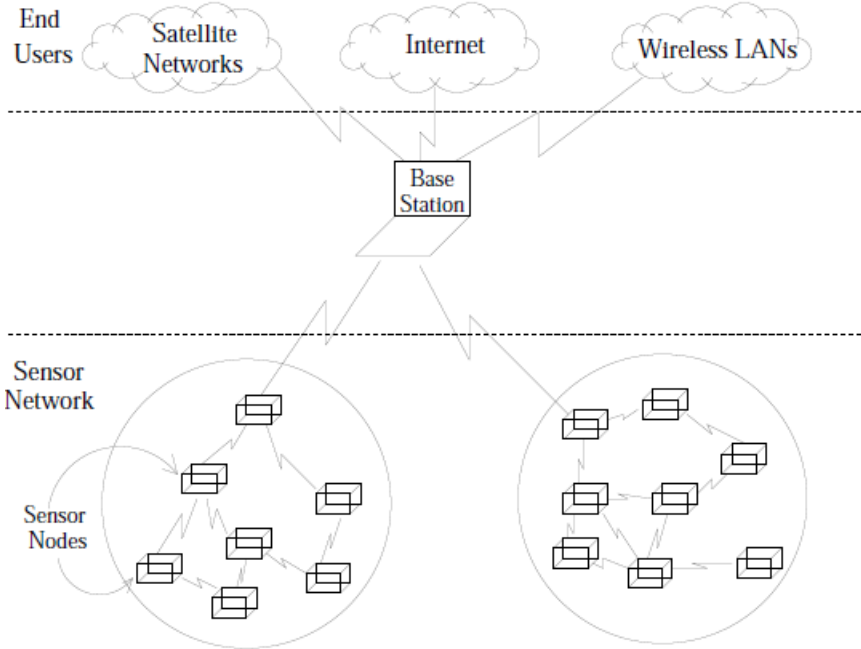 End
Users
Satellite
Networks
Internet
Wireless LANs
Base
Station
Sensor
Network
Sensor
Nodes